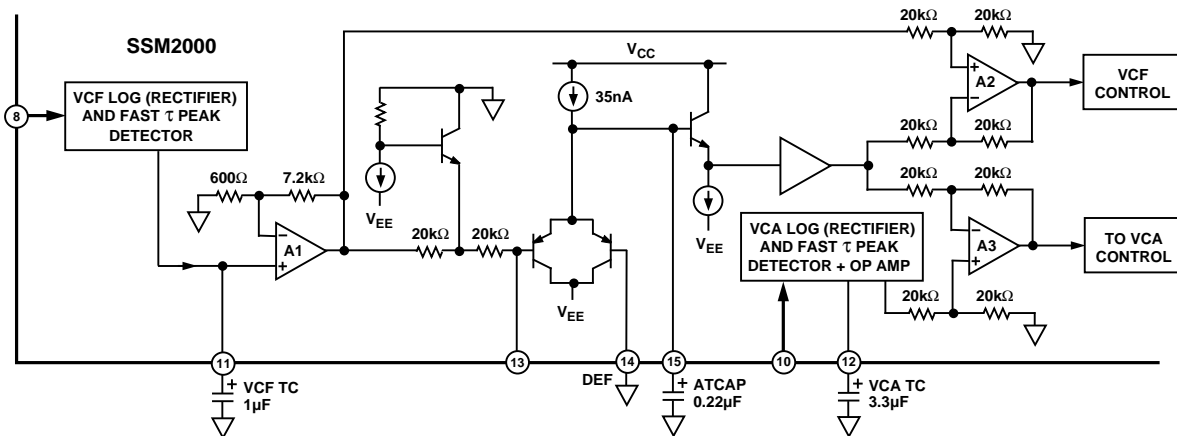 SSM2000
8
VCF LOG (RECTIFIER)
AND FAST τ PEAK
DETECTOR
600Ω
7.2kΩ
A1
−
+
VEE
20kΩ
20kΩ
VCC
35nA
VEE
VEE
20kΩ
20kΩ
+
A2
−
20kΩ
20kΩ
VCF
CONTROL
VCA LOG (RECTIFIER)
AND FAST τ PEAK
DETECTOR + OP AMP
20kΩ
20kΩ
−
A3
+
20kΩ
20kΩ
TO VCA
CONTROL
11
13
14
15
10
12
+
VCF TC
1µF
DEF
+
ATCAP
0.22µF
+
VCA TC
3.3µF